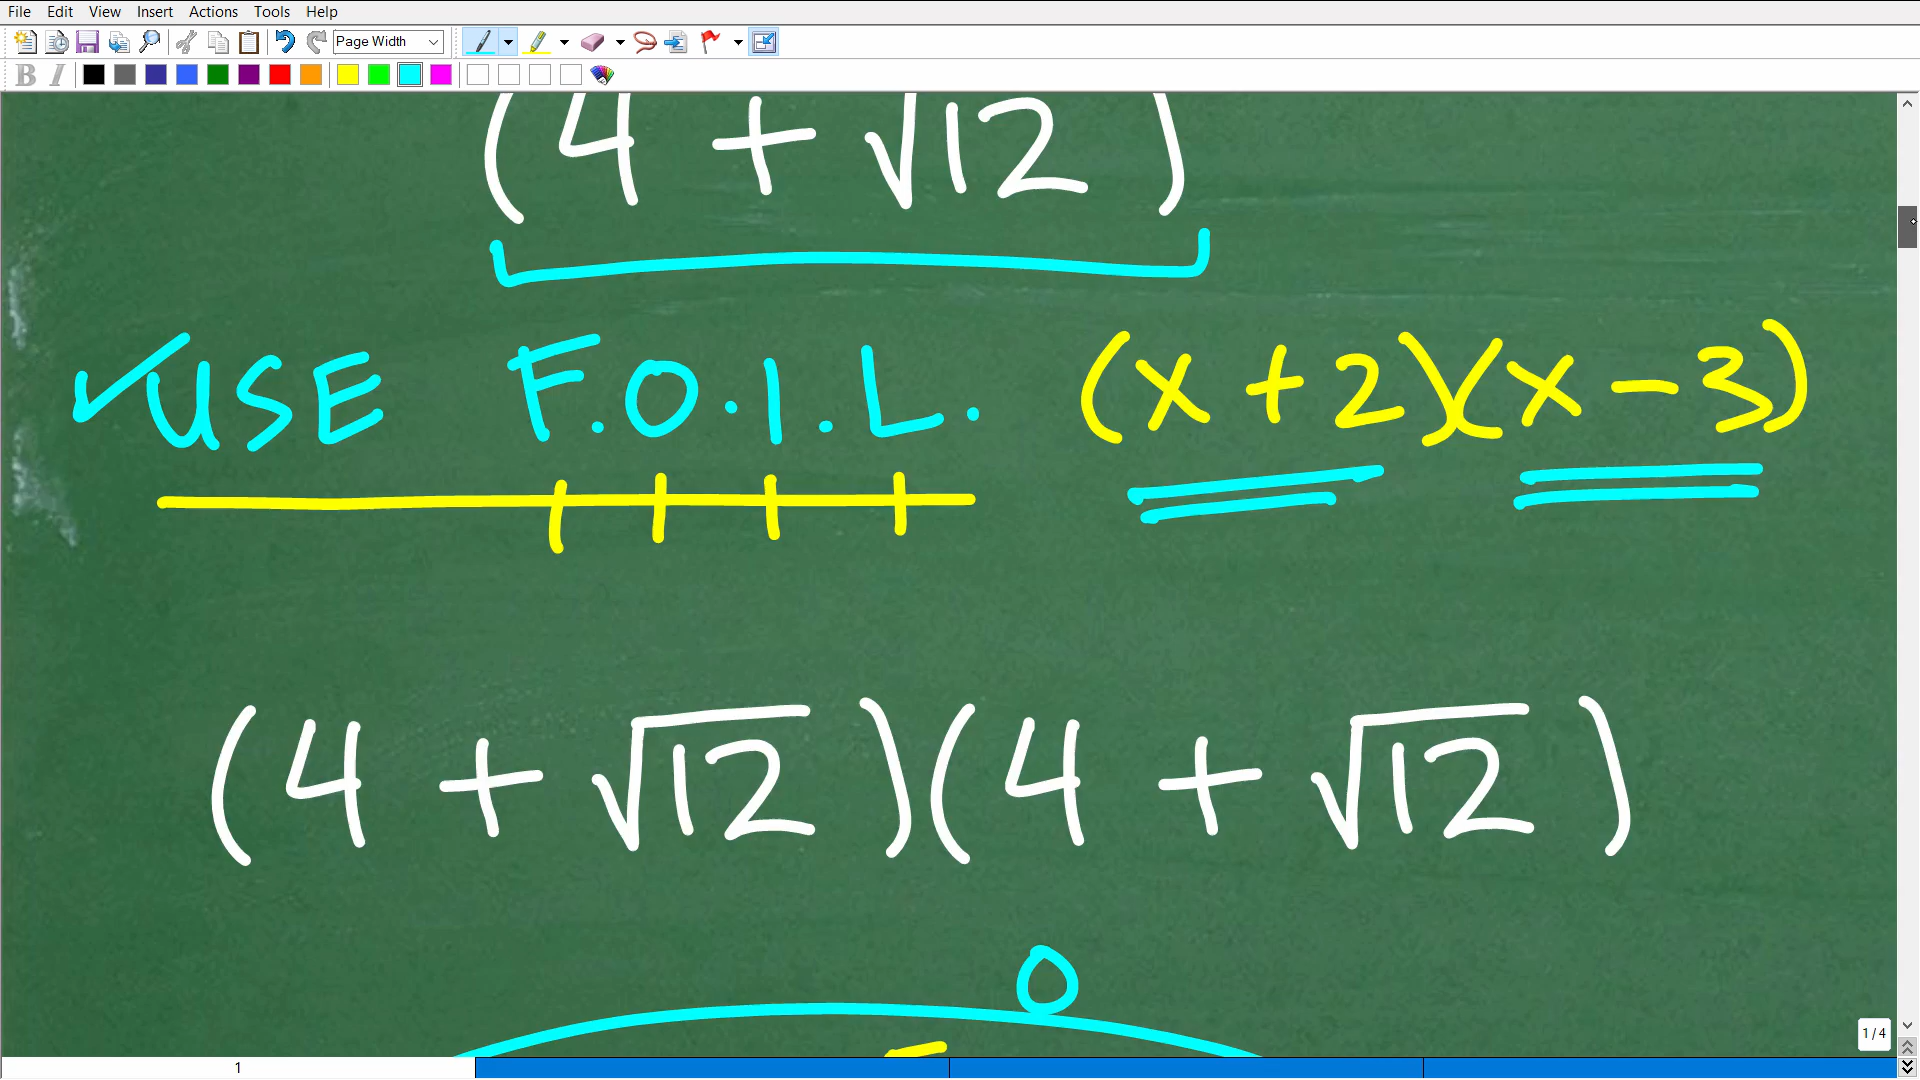 File Edit View Insert Actions Tools Help
Page Width
B I
(4 + √12)
USE F.O.I.L. (x + 2)(x - 3)
(4 + √12)(4 + √12)
O
1 / 4
1